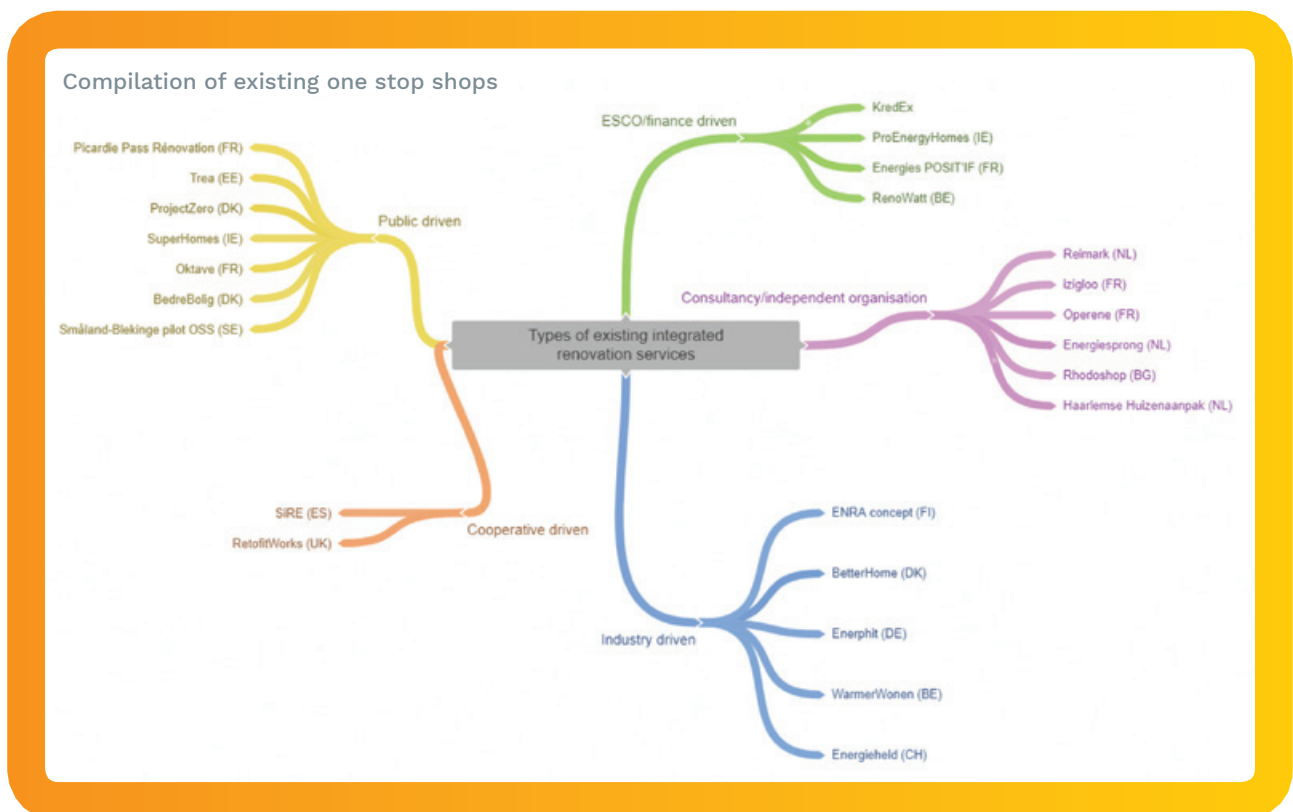 Compilation of existing one stop shops
ESCO/finance driven
KredEx
ProEnergyHomes (IE)
Energies POSIT'IF (FR)
RenoWatt (BE)
Picardie Pass Rénovation (FR)
Trea (EE)
ProjectZero (DK)
SuperHomes (IE)
Oktave (FR)
BedreBolig (DK)
Småland-Blekinge pilot OSS (SE)
Public driven
Consultancy/independent organisation
Reimark (NL)
Izigloo (FR)
Operene (FR)
Energiesprong (NL)
Rhodoshop (BG)
Haarlemse Huizenaanpak (NL)
Types of existing integrated
renovation services
SiRE (ES)
RetofitWorks (UK)
Cooperative driven
Industry driven
ENRA concept (FI)
BetterHome (DK)
Enerphit (DE)
WarmerWonen (BE)
Energieheld (CH)